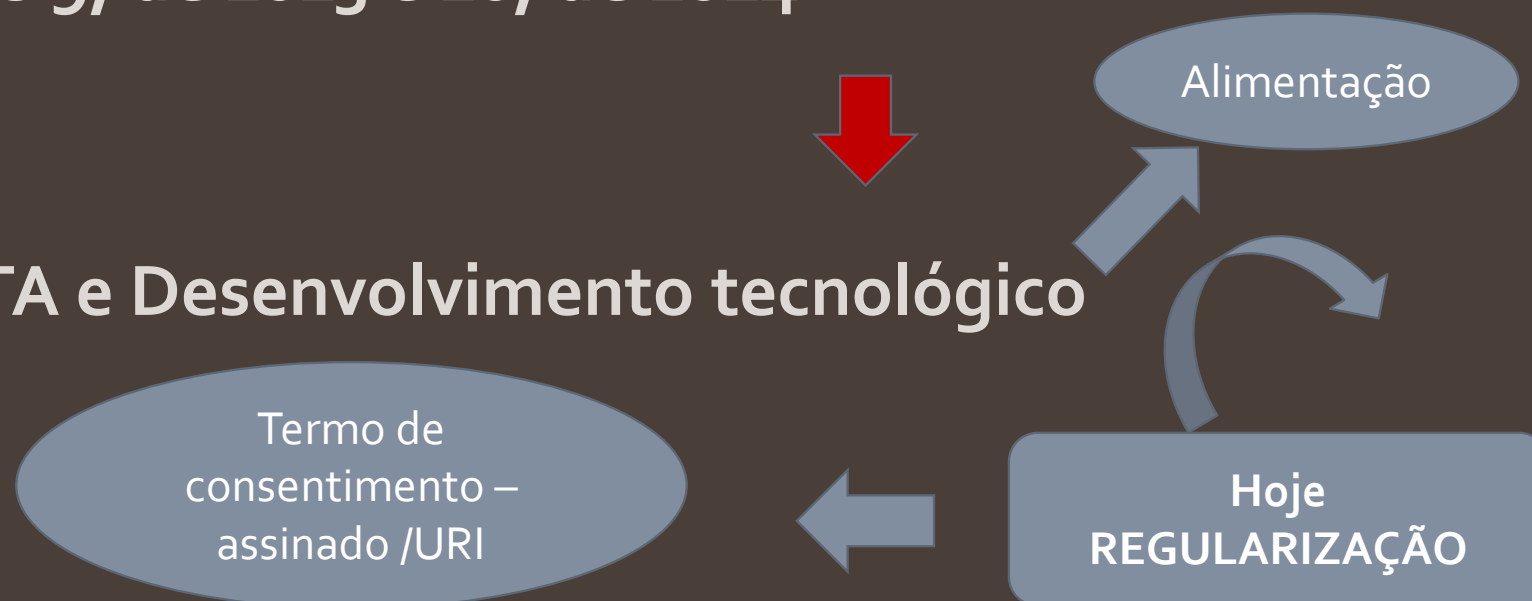 Alimentação
TA e Desenvolvimento tecnológico
Termo de
consentimento –
assinado /URI
Hoje
REGULARIZAÇÃO